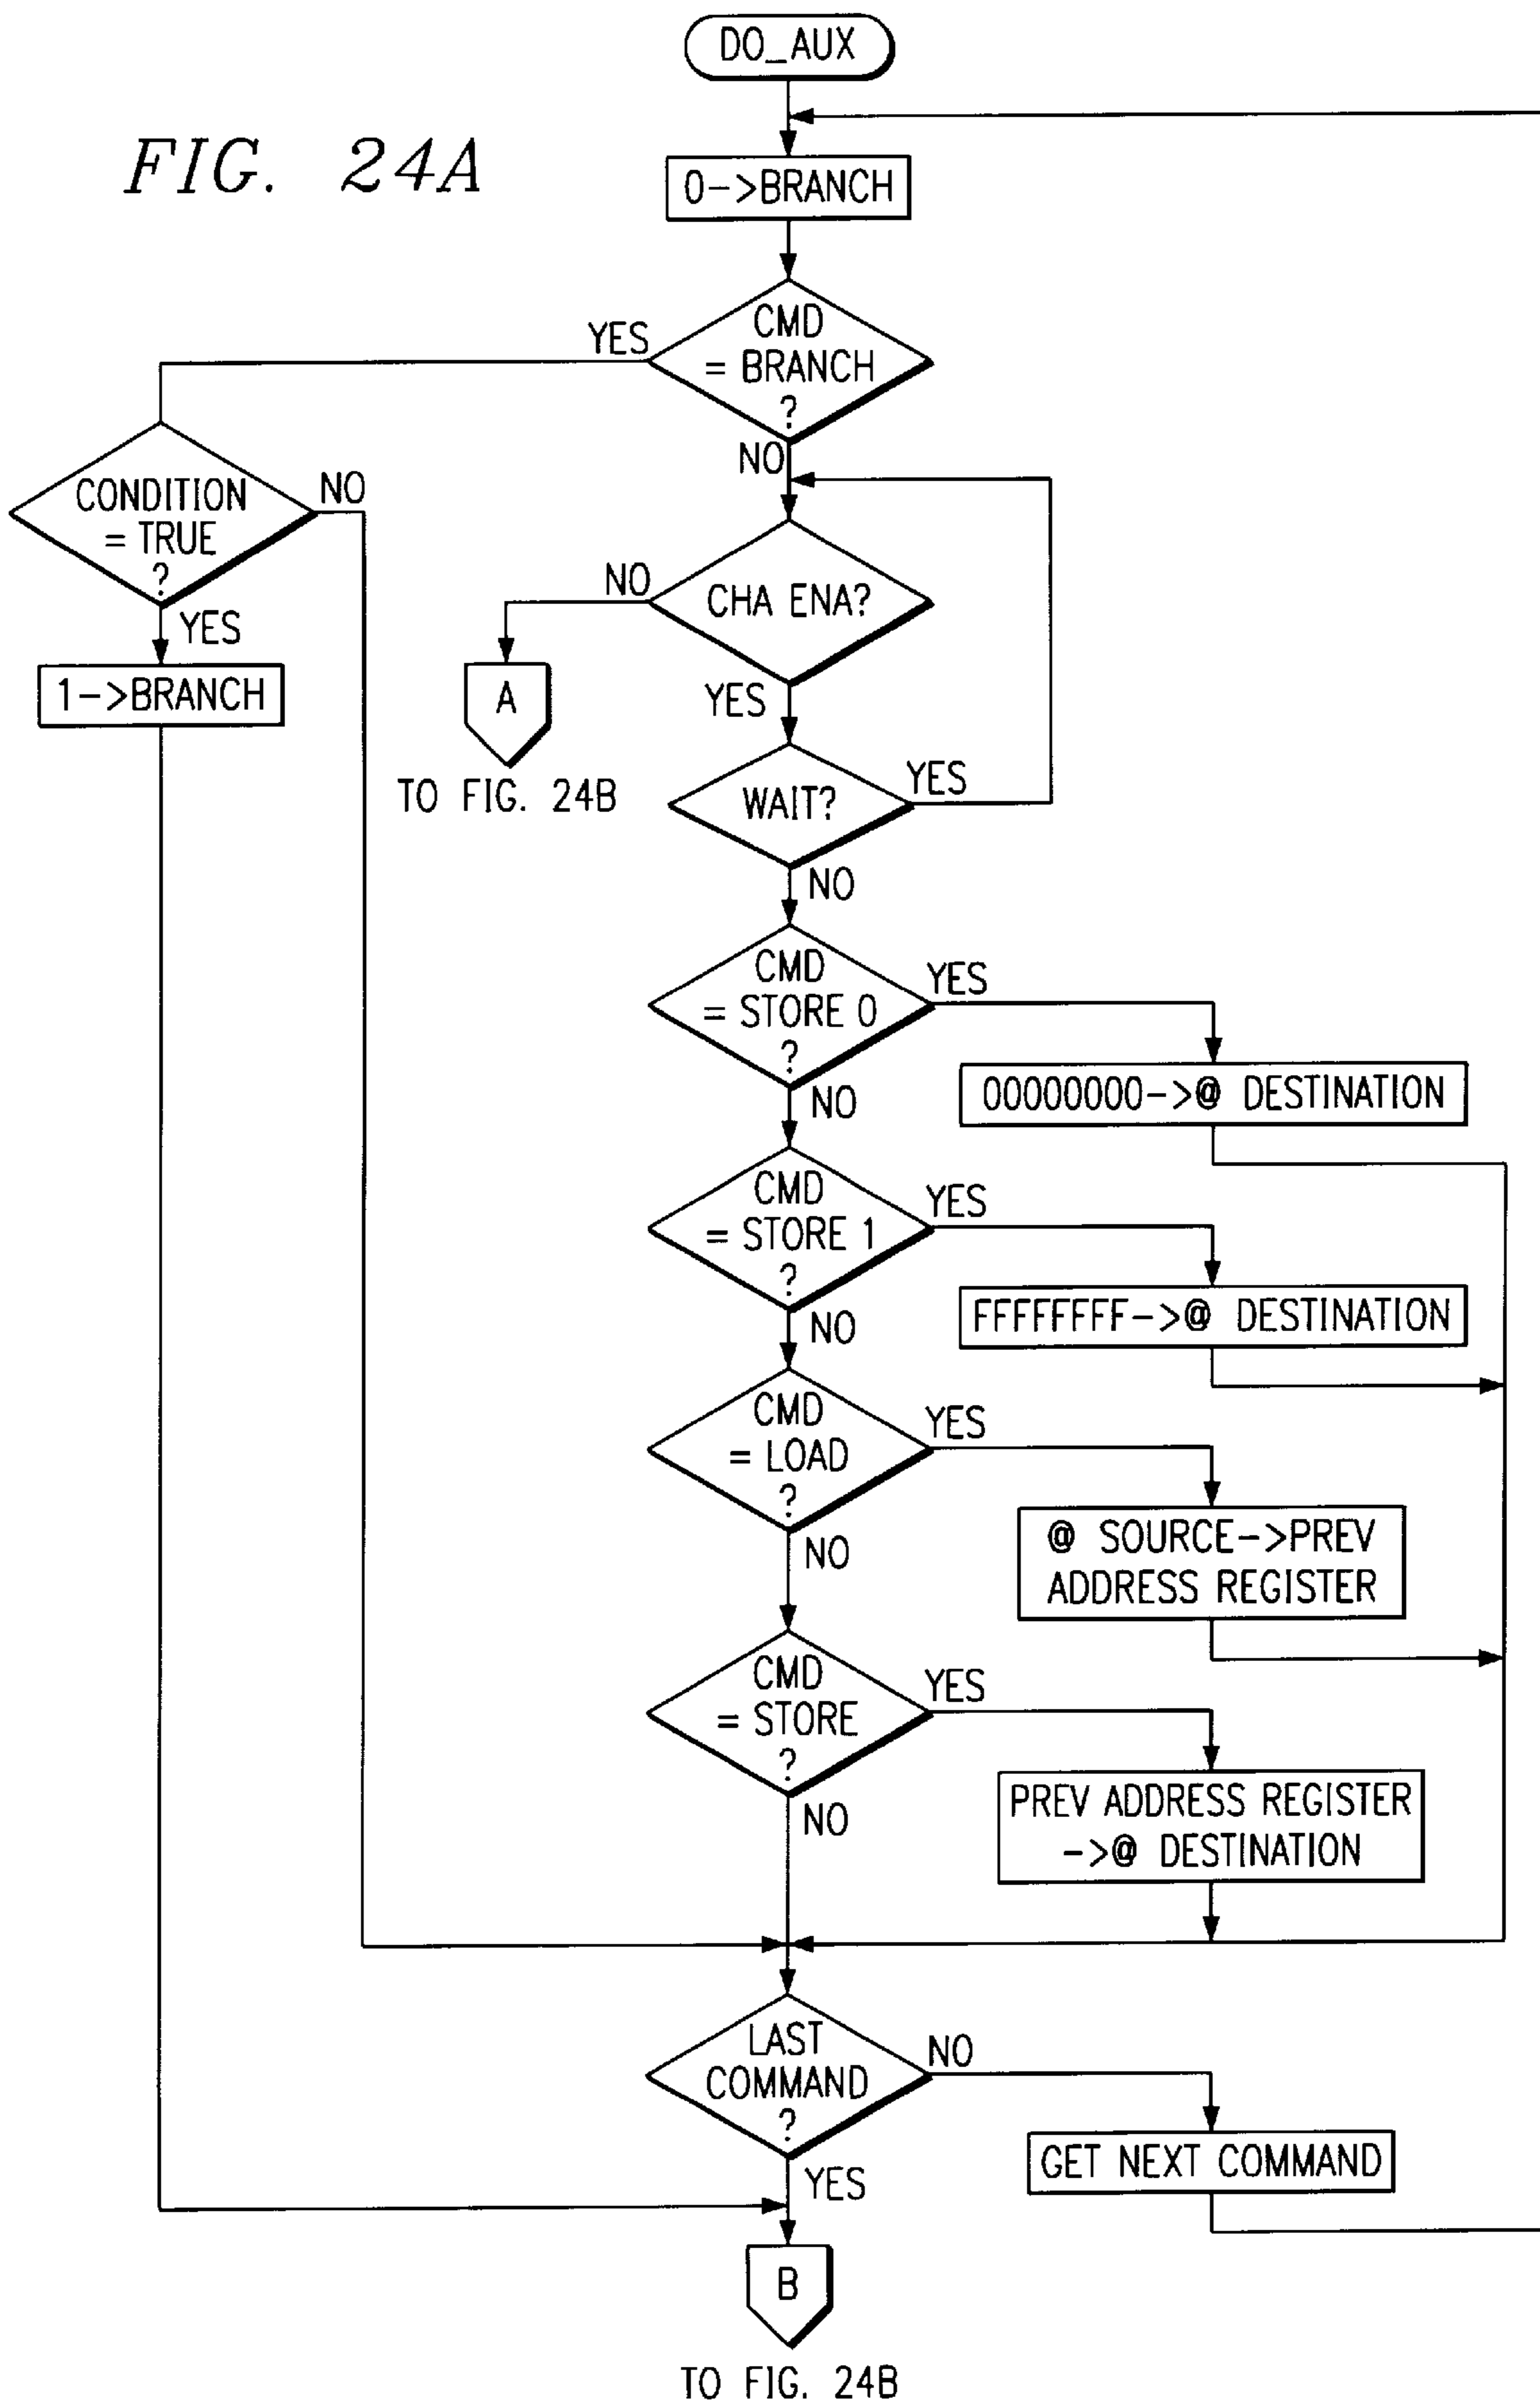 DO_AUX
FIG. 24A
0->BRANCH
CMD
= BRANCH
?
YES
NO
CONDITION
= TRUE
?
NO
YES
1->BRANCH
CHA ENA?
NO
YES
A
TO FIG. 24B
WAIT?
YES
NO
CMD
= STORE 0
?
YES
NO
00000000->@ DESTINATION
CMD
= STORE 1
?
YES
NO
FFFFFFFF->@ DESTINATION
CMD
= LOAD
?
YES
NO
@ SOURCE->PREV
ADDRESS REGISTER
CMD
= STORE
?
YES
NO
PREV ADDRESS REGISTER
->@ DESTINATION
LAST
COMMAND
?
NO
YES
GET NEXT COMMAND
B
TO FIG. 24B